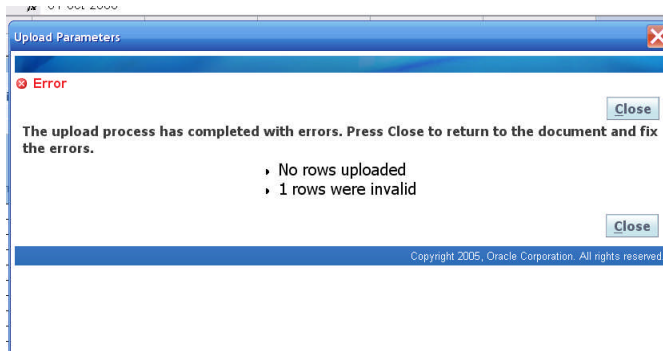 Upload Parameters
Error
Close
The upload process has completed with errors. Press Close to return to the document and fix
the errors.
No rows uploaded
1 rows were invalid
Close
Copyright 2005, Oracle Corporation. All rights reserved.